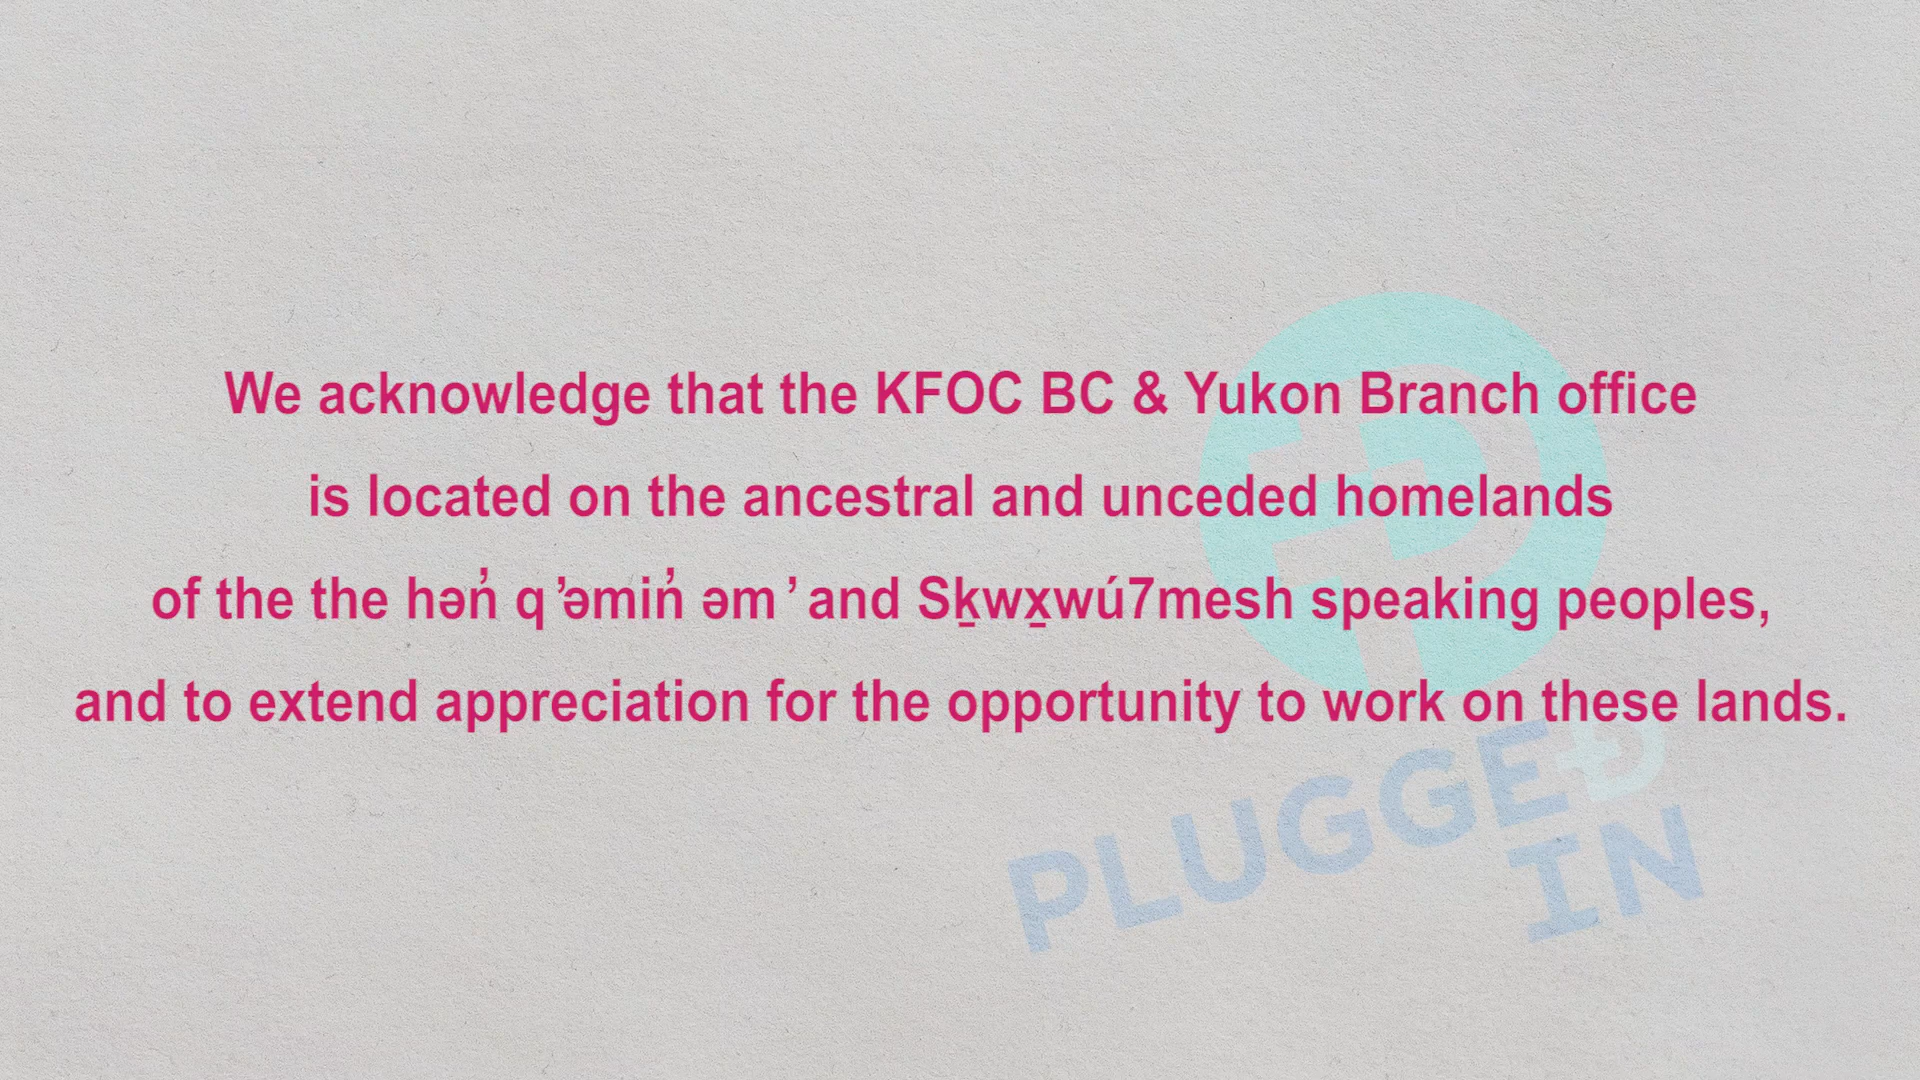 We acknowledge that the KFOC BC & Yukon Branch office
is located on the ancestral and unceded homelands
of the the hən̓ q ̓əmin̓ əm ̓ and Sḵwx̱wú7mesh speaking peoples,
and to extend appreciation for the opportunity to work on these lands.
PLUGGED
IN